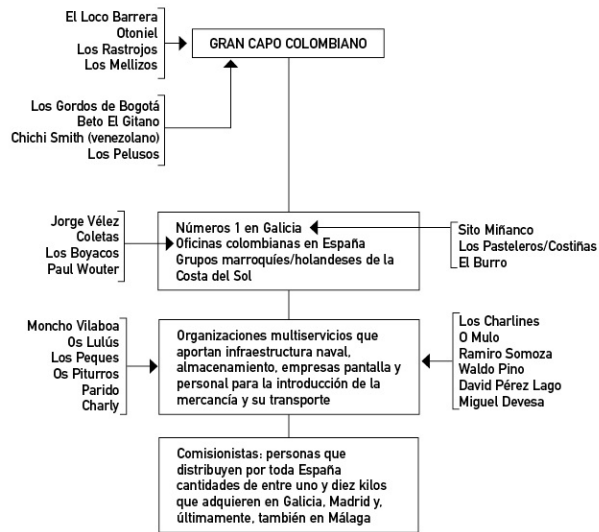 El Loco Barrera
Otoniel
Los Rastrojos
Los Mellizos
GRAN CAPO COLOMBIANO
Los Gordos de Bogotá
Beto El Gitano
Chichi Smith (venezolano)
Los Pelusos
Jorge Vélez
Coletas
Los Boyacos
Paul Wouter
Números 1 en Galicia
Oficinas colombianas en España
Grupos marroquíes/holandeses de la
Costa del Sol
Sito Miñanco
Los Pasteleros/Costiñas
El Burro
Moncho Vilaboa
Os Lulús
Los Peques
Os Piturros
Parido
Charly
Organizaciones multiservicios que
aportan infraestructura naval,
almacenamiento, empresas pantalla y
personal para la introducción de la
mercancía y su transporte
Los Charlines
O Mulo
Ramiro Somoza
Waldo Pino
David Pérez Lago
Miguel Devesa
Comisionistas: personas que
distribuyen por toda España
cantidades de entre uno y diez kilos
que adquieren en Galicia, Madrid y,
últimamente, también en Málaga